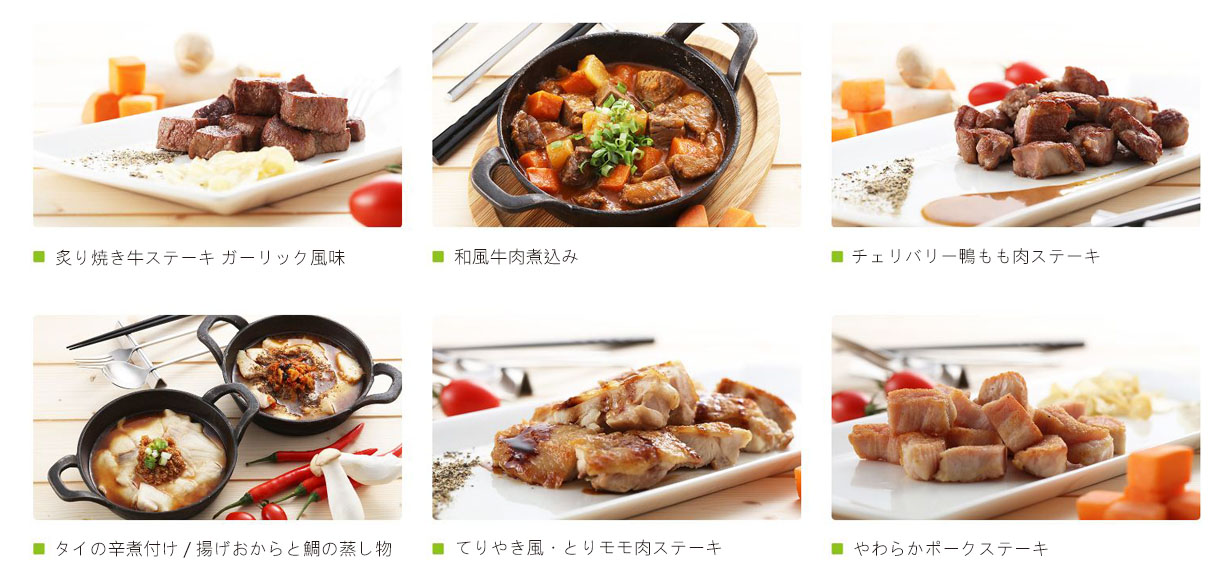 炙り焼き牛ステーキ ガーリック風味
和風牛肉煮込み
チェリバリー鴨もも肉ステーキ
タイの辛煮付け / 揚げおからと鯛の蒸し物
てりやき風・とりモモ肉ステーキ
やわらかポークステーキ